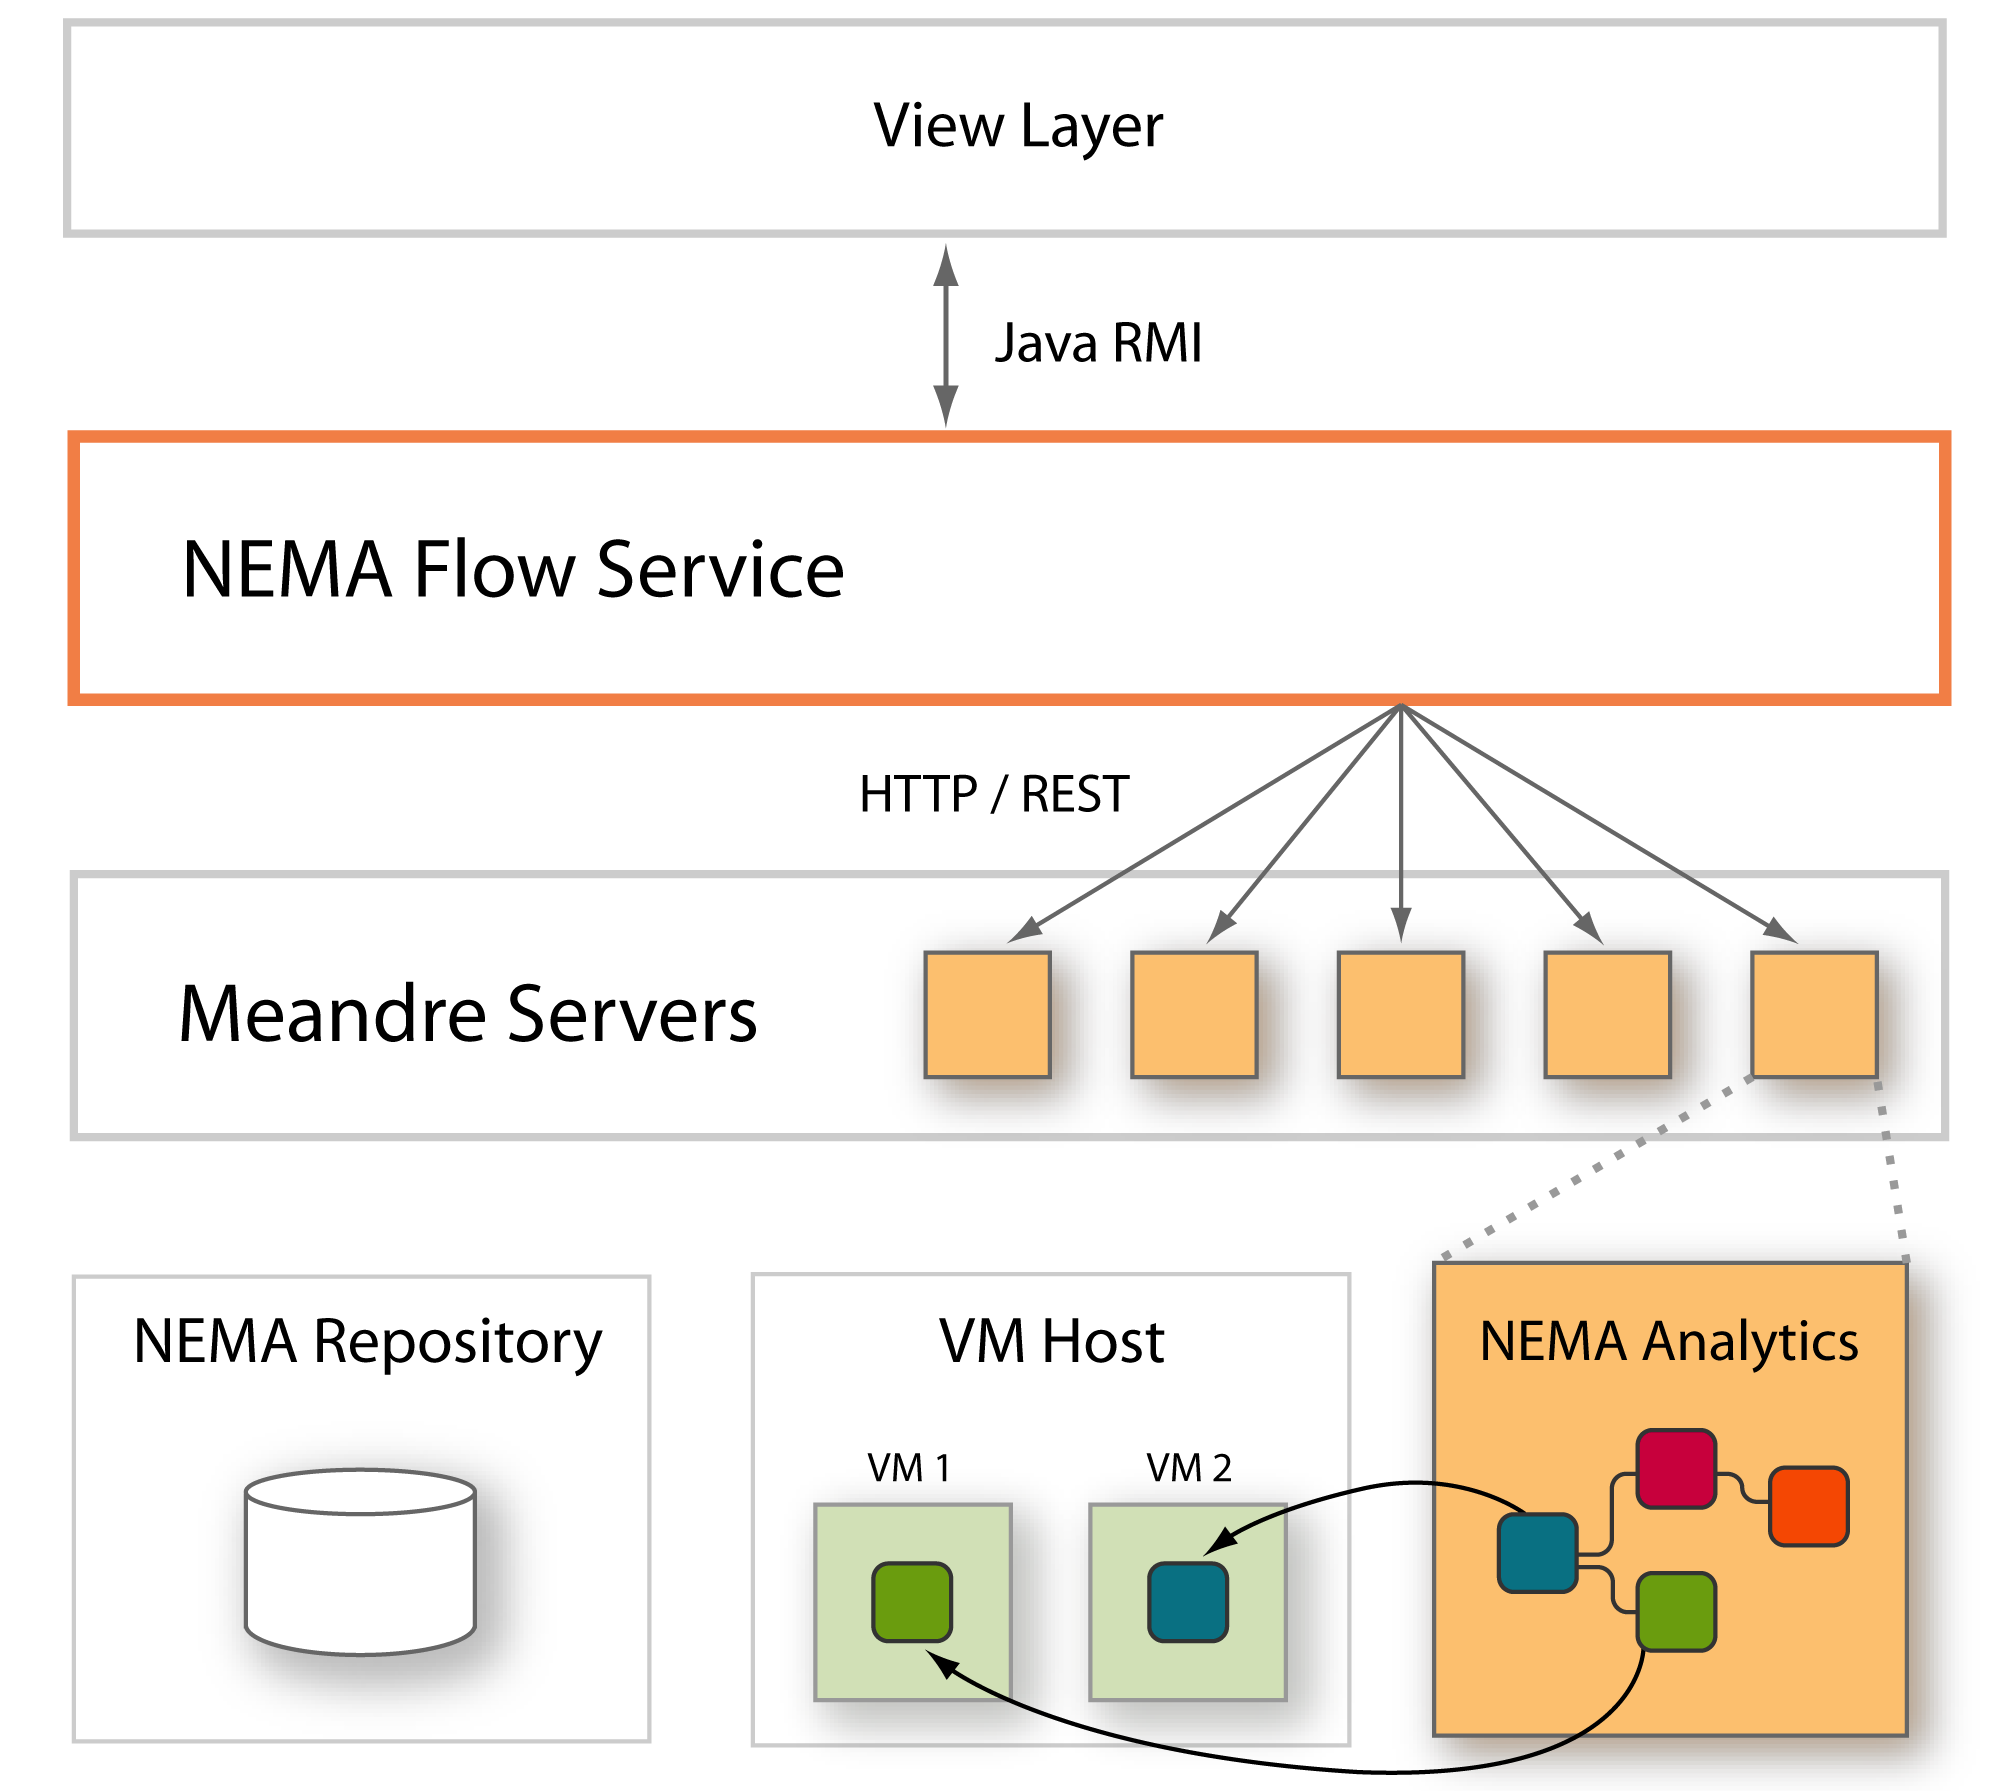 View Layer
Java RMI
NEMA Flow Service
HTTP / REST
Meandre Servers
NEMA Repository
VM Host
NEMA Analytics
VM 1
VM 2